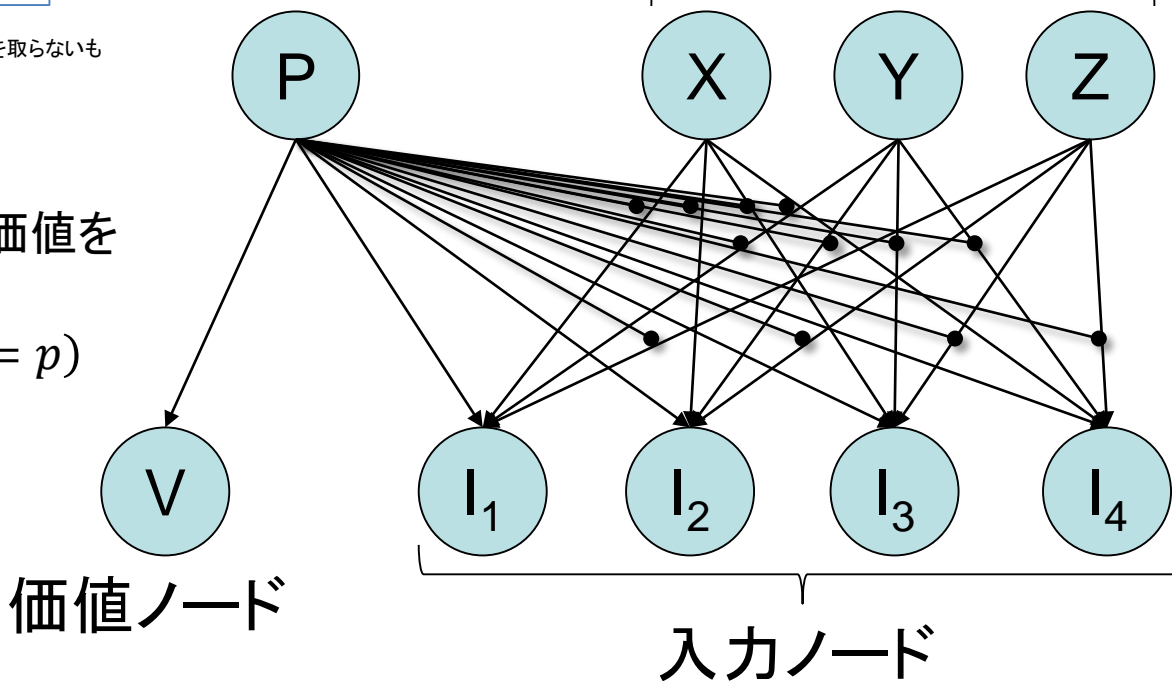 を取らないも
P
X
Y
Z
価値を
= p)
V
I₁
I₂
I₃
I₄
価値ノード
入力ノード